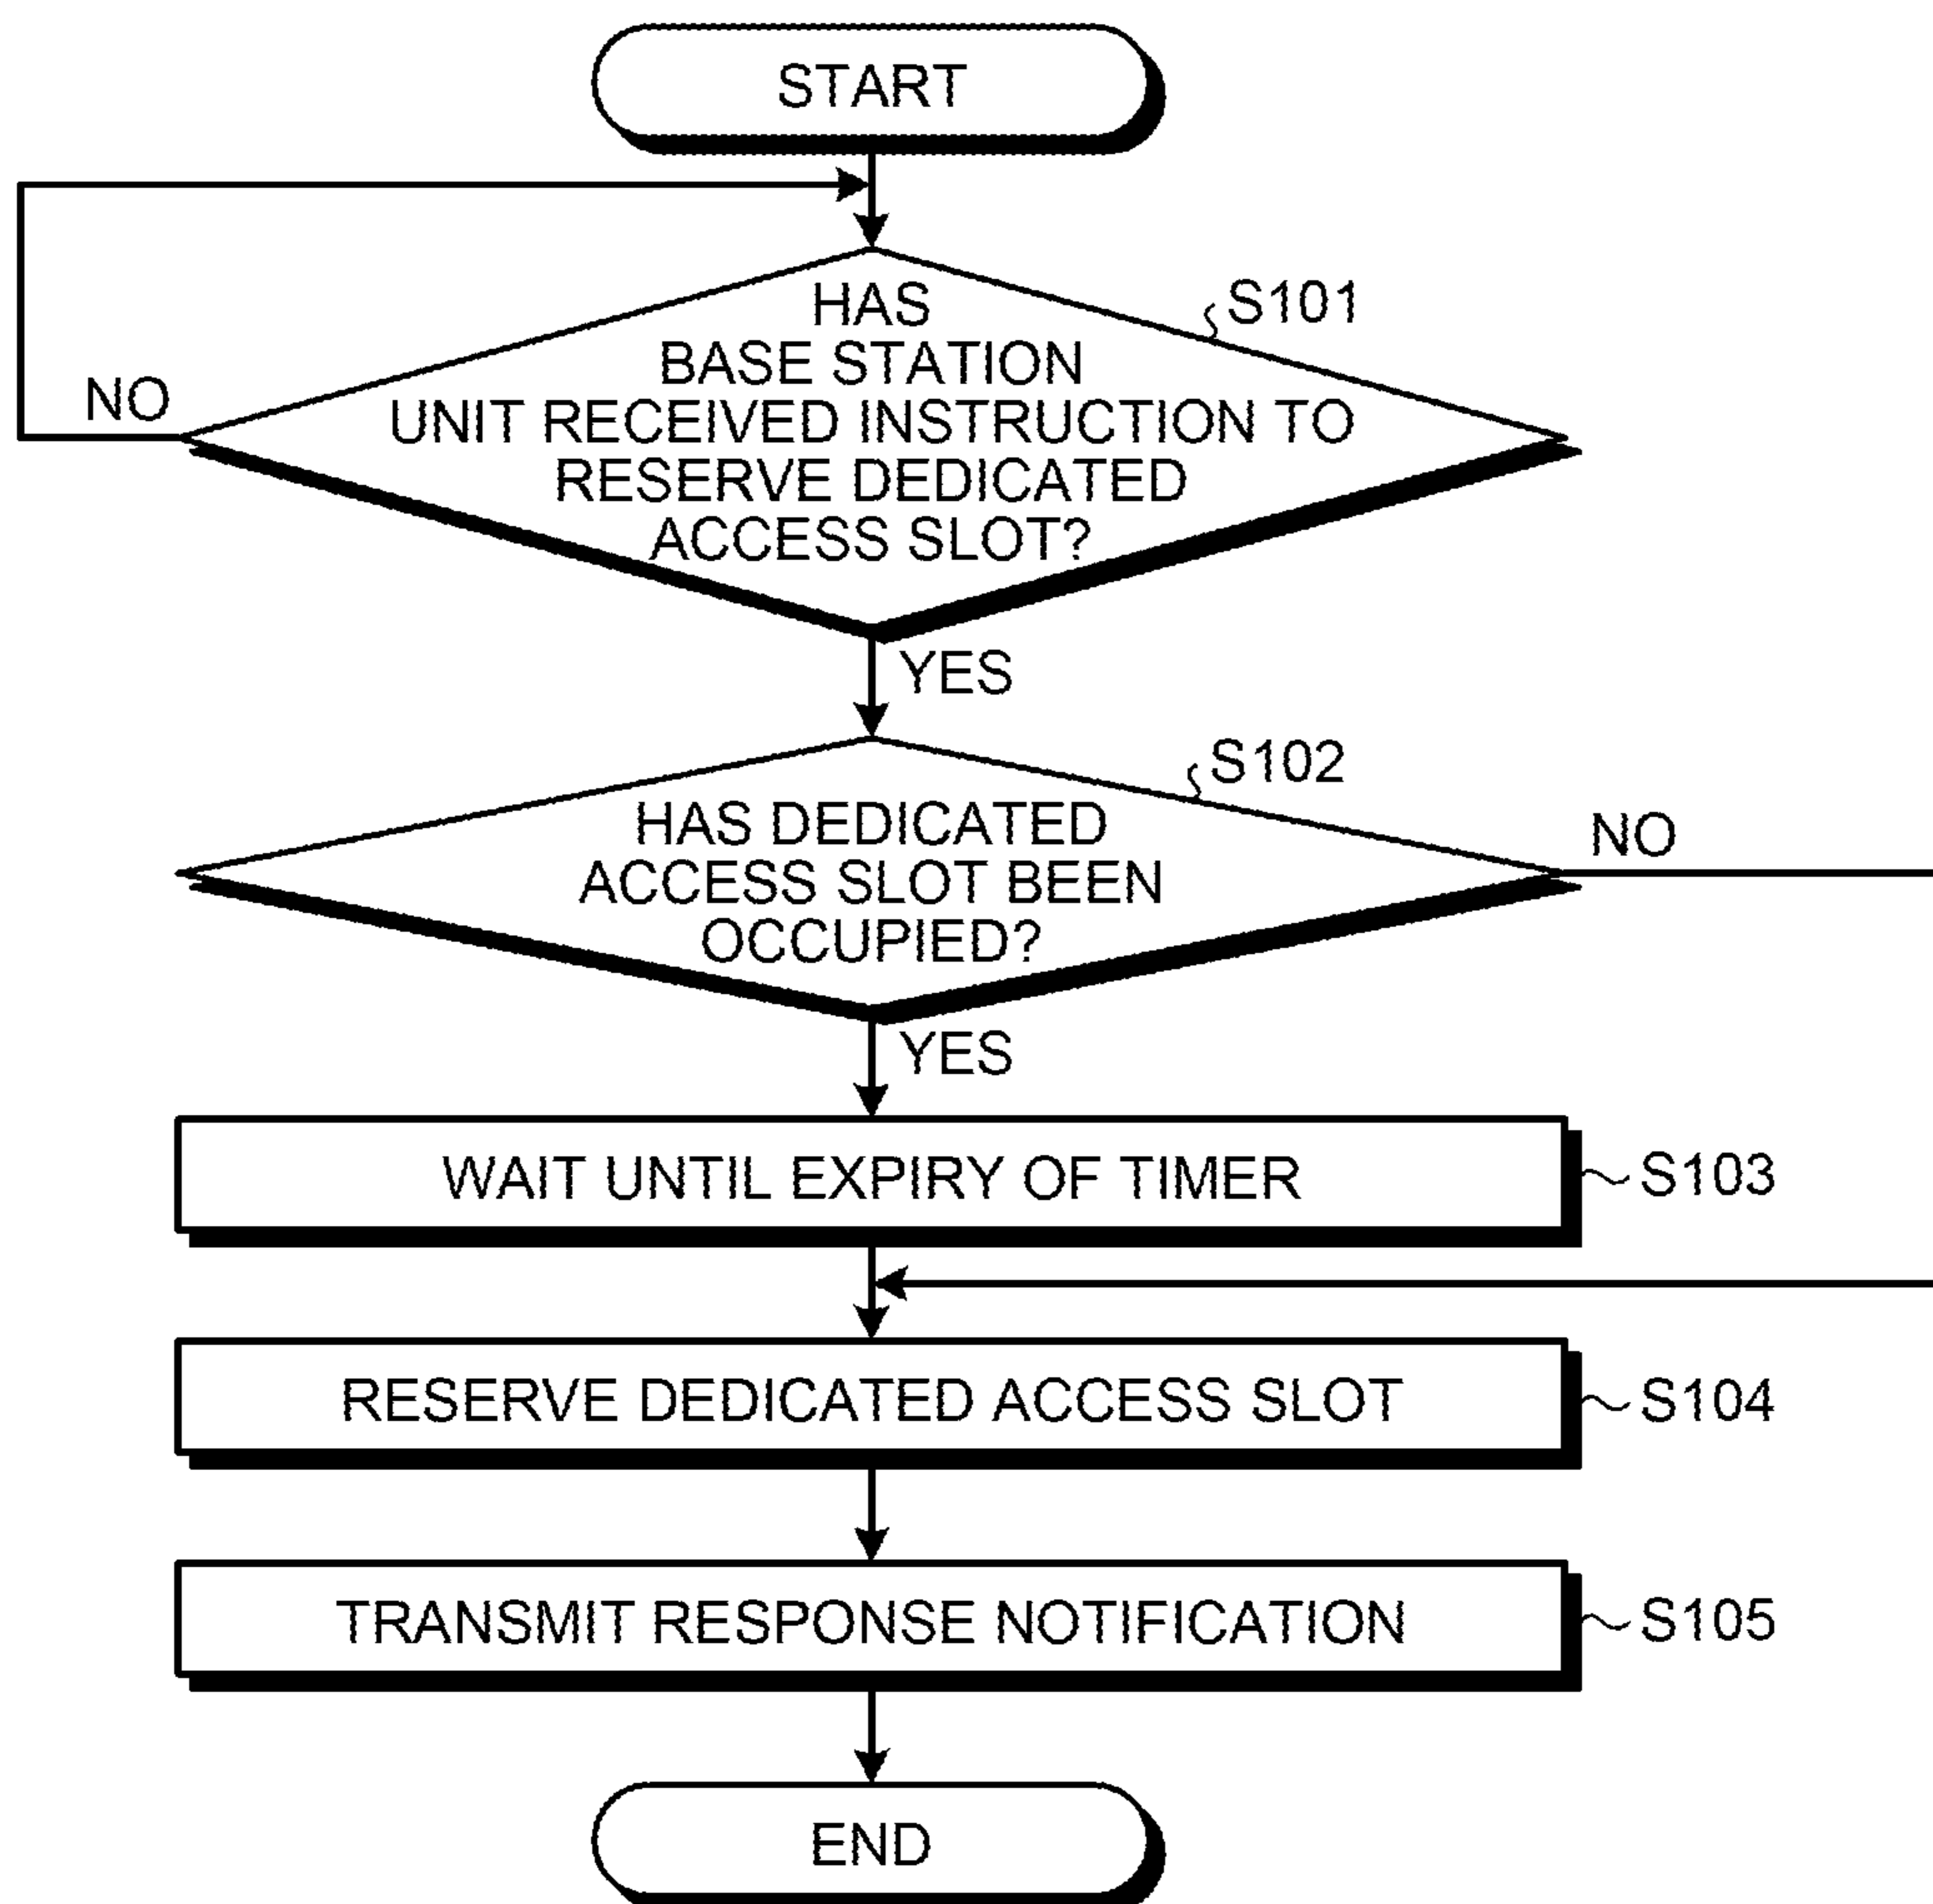 START
HAS
S101
BASE STATION
NO
UNIT RECEIVED INSTRUCTION TO
RESERVE DEDICATED
ACCESS SLOT?
YES
S102
HAS DEDICATED
NO
ACCESS SLOT BEEN
OCCUPIED?
YES
WAIT UNTIL EXPIRY OF TIMER
S103
RESERVE DEDICATED ACCESS SLOT
S104
TRANSMIT RESPONSE NOTIFICATION
S105
END